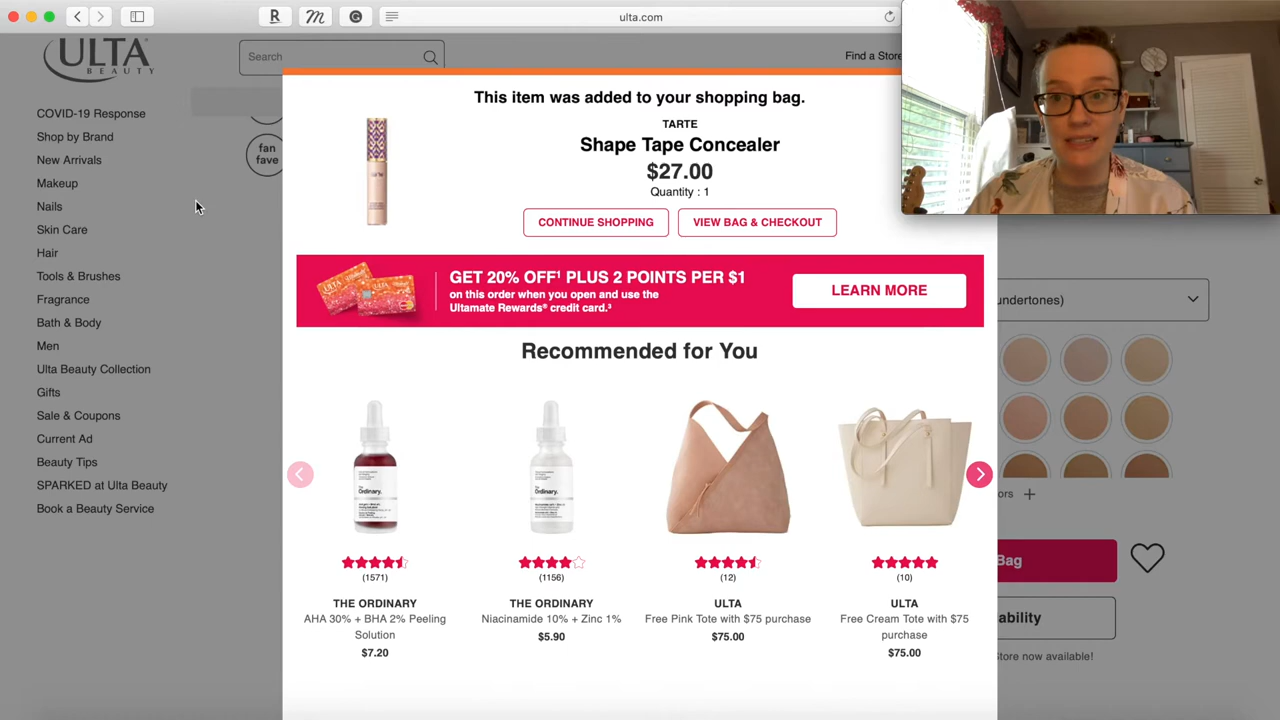 ulta.com
ULTA
BEAUTY
Search
Find a Store
COVID-19 Response
Shop by Brand
New Arrivals
Makeup
Nails
Skin Care
Hair
Tools & Brushes
Fragrance
Bath & Body
Men
Ulta Beauty Collection
Gifts
Sale & Coupons
Current Ad
Beauty Tips
SPARKED at Ulta Beauty
Book a Beauty Service
fan
fave
This item was added to your shopping bag.
TARTE
Shape Tape Concealer
$27.00
Quantity : 1
CONTINUE SHOPPING
VIEW BAG & CHECKOUT
GET 20% OFF¹ PLUS 2 POINTS PER $1
on this order when you open and use the
Ultamate Rewards® credit card.³
LEARN MORE
Recommended for You
(1571)
THE ORDINARY
AHA 30% + BHA 2% Peeling
Solution
$7.20
(1156)
THE ORDINARY
Niacinamide 10% + Zinc 1%
$5.90
(12)
ULTA
Free Pink Tote with $75 purchase
$75.00
(10)
ULTA
Free Cream Tote with $75
purchase
$75.00
undertones)
ors +
Bag
ability
Store now available!